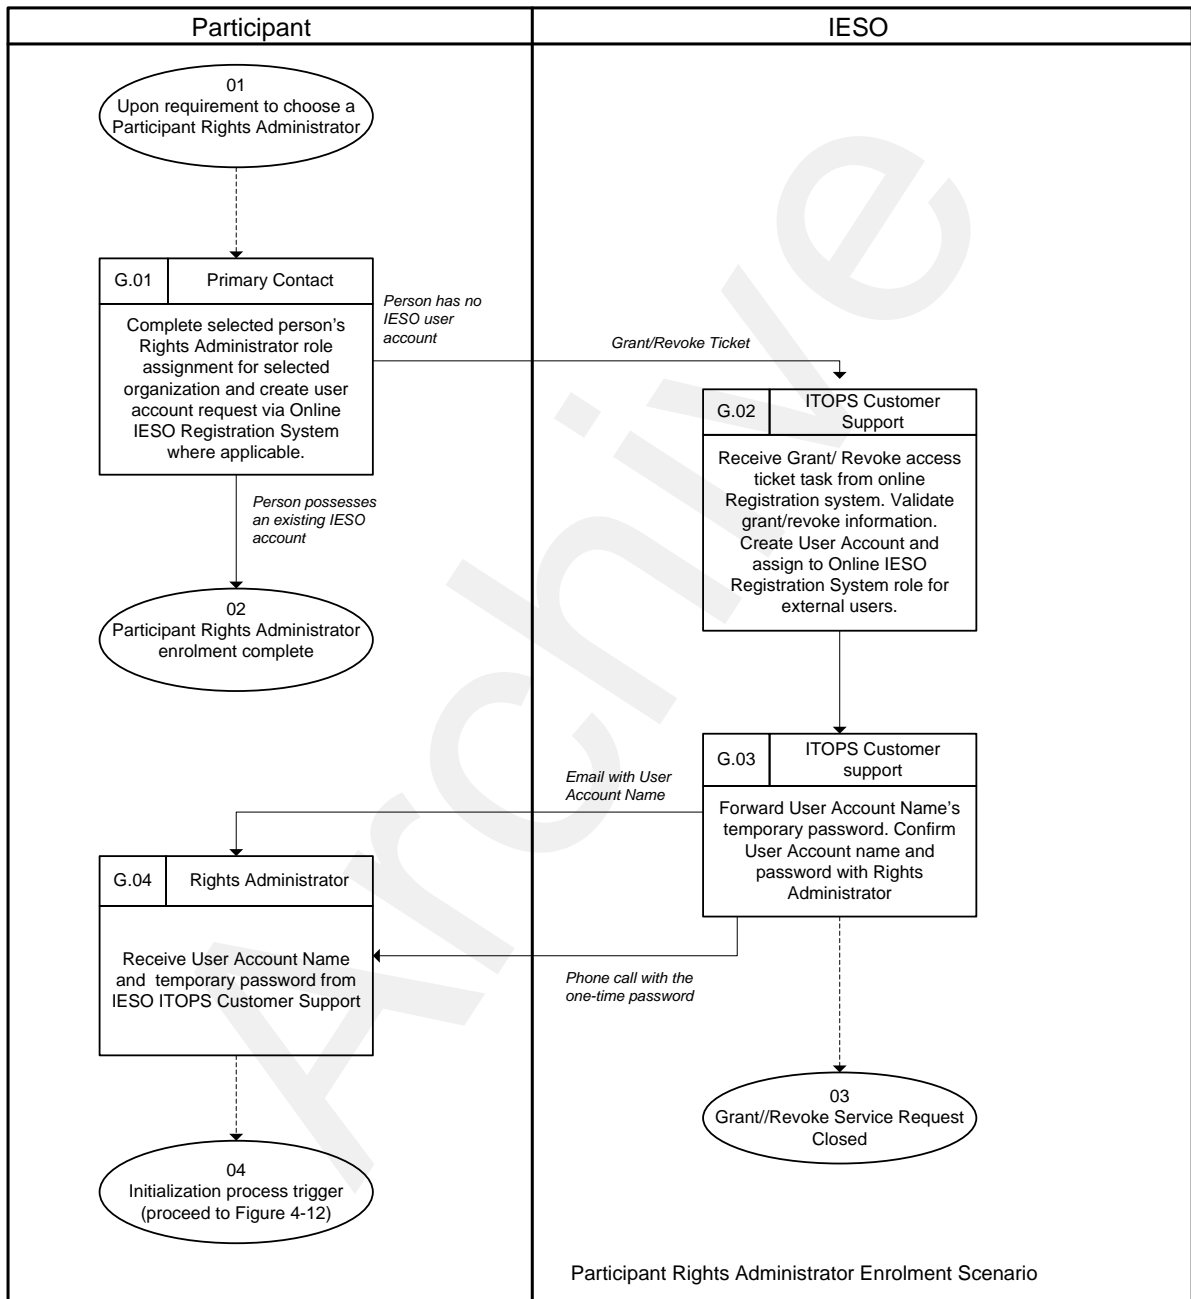 Participant
IESO
01
Upon requirement to choose a
Participant Rights Administrator
G.01
Primary Contact
Complete selected person's
Rights Administrator role
assignment for selected
organization and create user
account request via Online
IESO Registration System
where applicable.
Person has no
IESO user
account
Grant/Revoke Ticket
G.02
ITOPS Customer
Support
Receive Grant/ Revoke access
ticket task from online
Registration system. Validate
grant/revoke information.
Create User Account and
assign to Online IESO
Registration System role for
external users.
Person possesses
an existing IESO
account
02
Participant Rights Administrator
enrolment complete
G.03
ITOPS Customer
support
Forward User Account Name's
temporary password. Confirm
User Account name and
password with Rights
Administrator
Email with User
Account Name
G.04
Rights Administrator
Receive User Account Name
and temporary password from
IESO ITOPS Customer Support
Phone call with the
one-time password
03
Grant//Revoke Service Request
Closed
04
Initialization process trigger
(proceed to Figure 4-12)
Participant Rights Administrator Enrolment Scenario
Archive